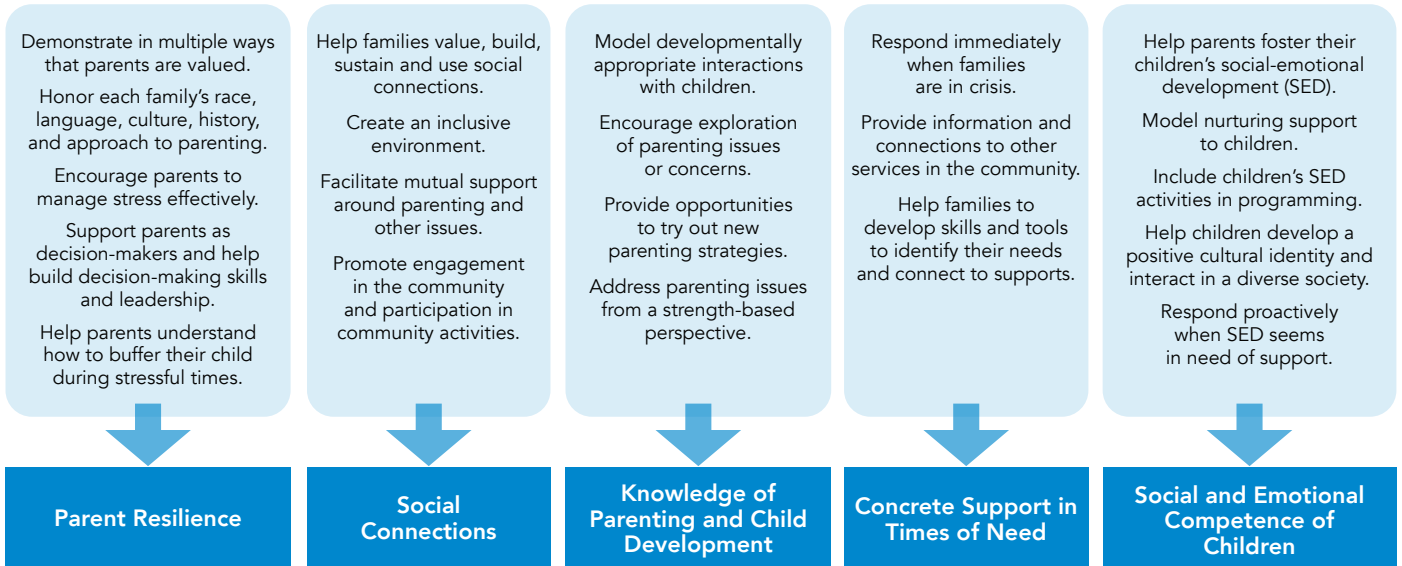 Demonstrate in multiple ways
that parents are valued.
Honor each family's race,
language, culture, history,
and approach to parenting.
Encourage parents to
manage stress effectively.
Support parents as
decision-makers and help
build decision-making skills
and leadership.
Help parents understand
how to buffer their child
during stressful times.
Parent Resilience
Help families value, build,
sustain and use social
connections.
Create an inclusive
environment.
Facilitate mutual support
around parenting and
other issues.
Promote engagement
in the community
and participation in
community activities.
Social
Connections
Model developmentally
appropriate interactions
with children.
Encourage exploration
of parenting issues
or concerns.
Provide opportunities
to try out new
parenting strategies.
Address parenting issues
from a strength-based
perspective.
Knowledge of
Parenting and Child
Development
Respond immediately
when families
are in crisis.
Provide information and
connections to other
services in the community.
Help families to
develop skills and tools
to identify their needs
and connect to supports.
Concrete Support in
Times of Need
Help parents foster their
children's social-emotional
development (SED).
Model nurturing support
to children.
Include children's SED
activities in programming.
Help children develop a
positive cultural identity and
interact in a diverse society.
Respond proactively
when SED seems
in need of support.
Social and Emotional
Competence of
Children